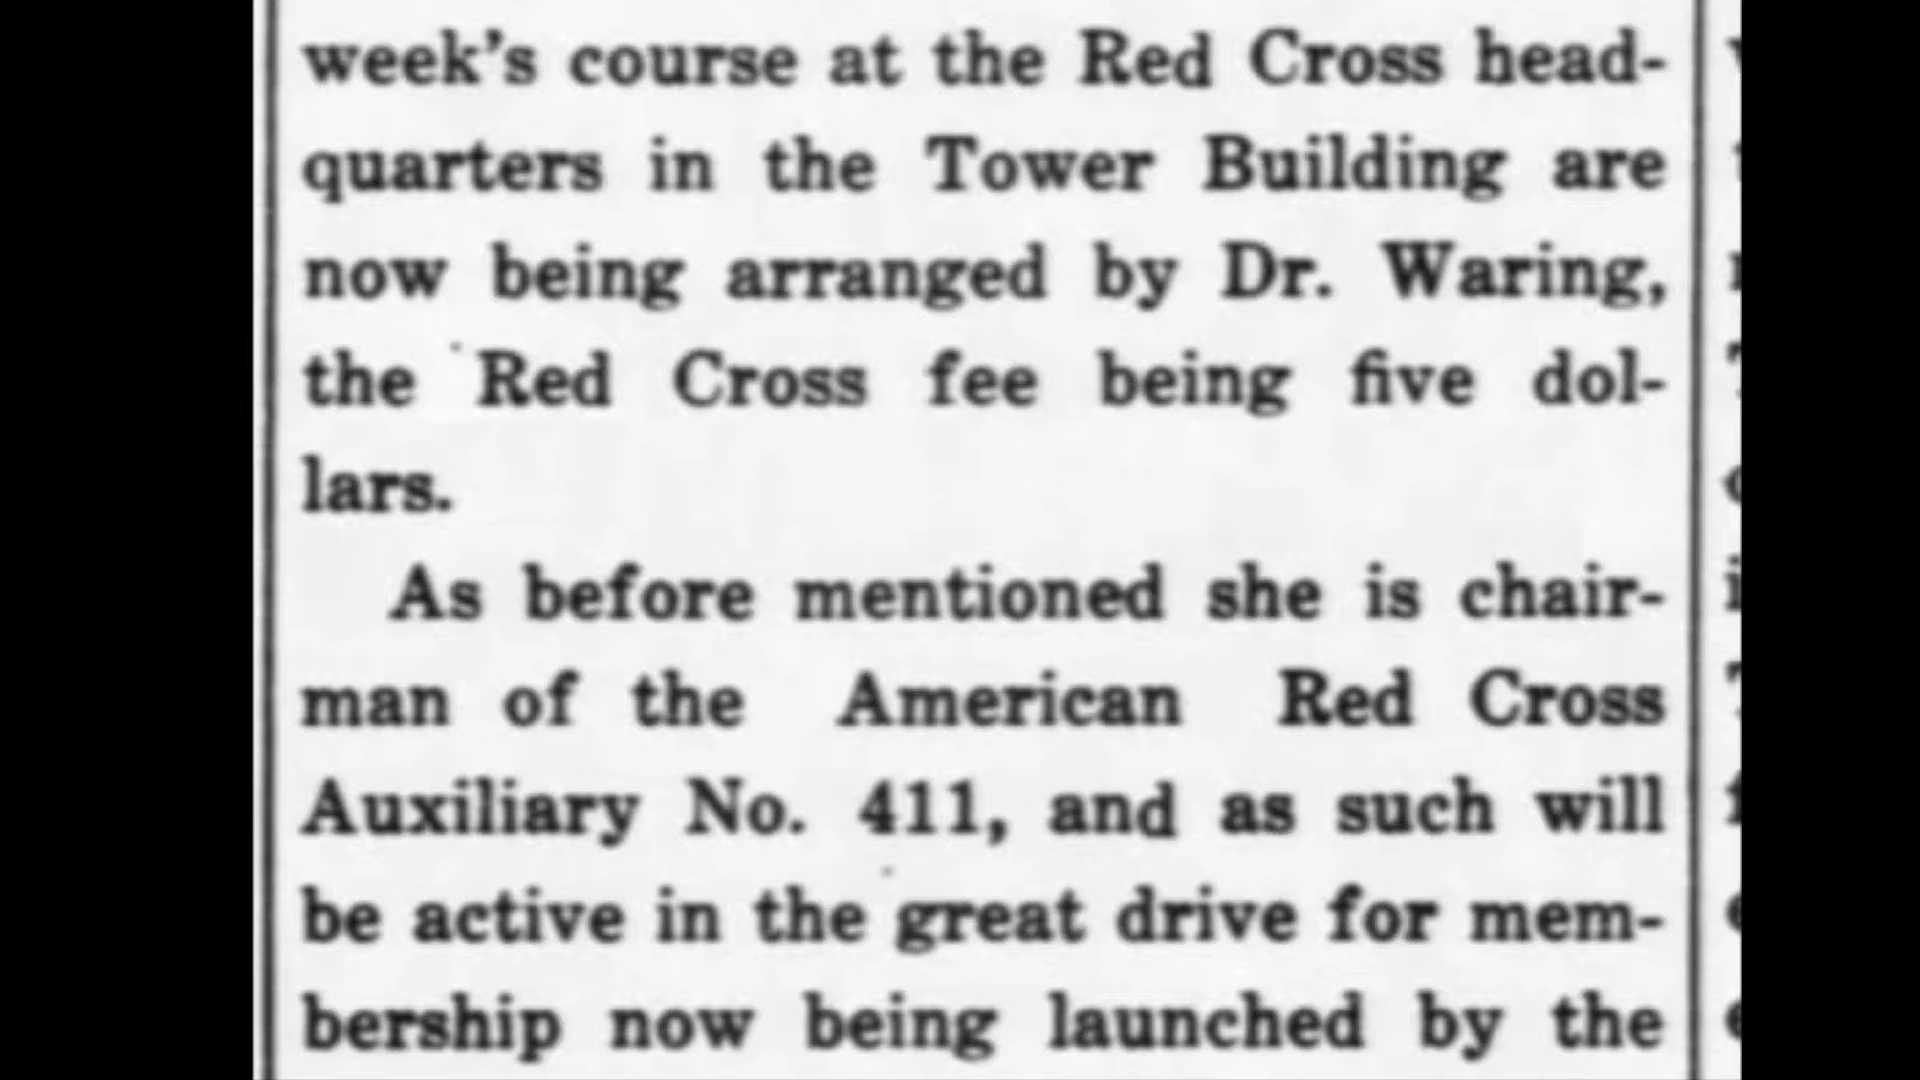 week's course at the Red Cross head-
quarters in the Tower Building are
now being arranged by Dr. Waring,
the Red Cross fee being five dol-
lars.
As before mentioned she is chair-
man of the American Red Cross
Auxiliary No. 411, and as such will
be active in the great drive for mem-
bership now being launched by the